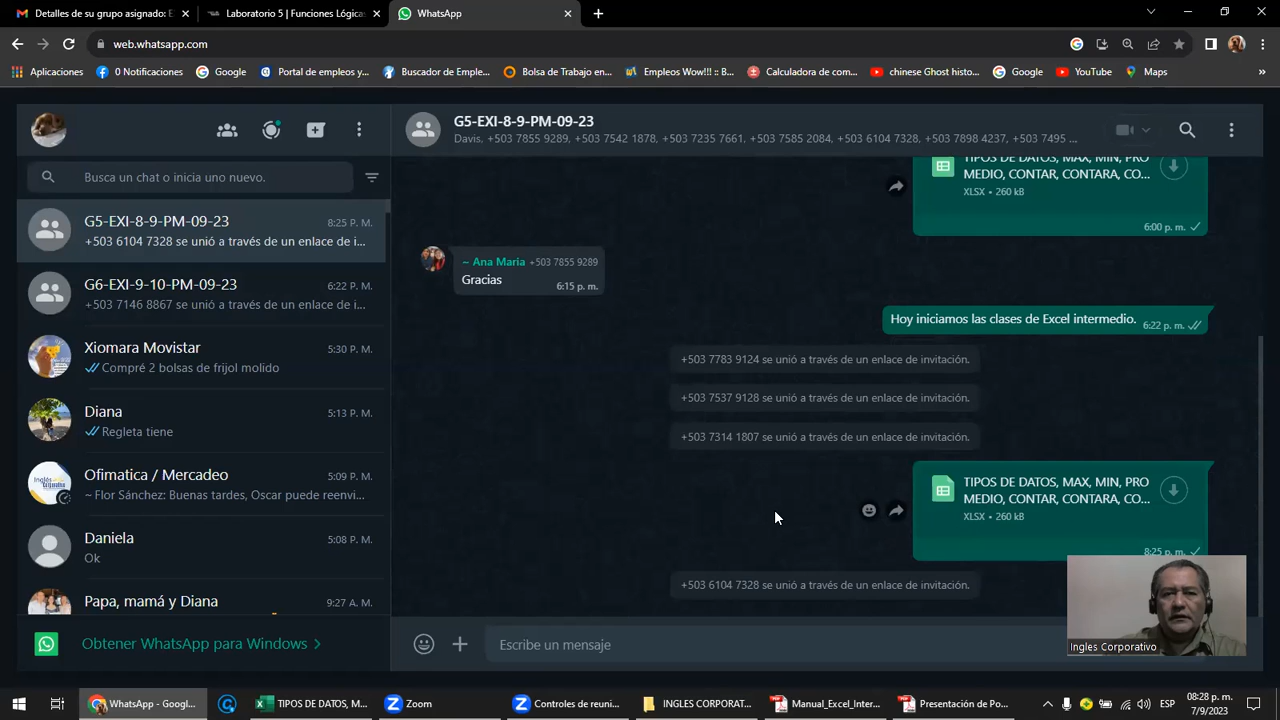 Detalles de su grupo asignado: E
Laboratorio 5 | Funciones Lógicas
WhatsApp
web.whatsapp.com
Aplicaciones
0 Notificaciones
Google
Portal de empleos y...
Buscador de Emple...
Bolsa de Trabajo en...
Empleos Wow!!! :: B...
Calculadora de com...
chinese Ghost histo...
Google
YouTube
Maps
Busca un chat o inicia uno nuevo.
G5-EXI-8-9-PM-09-23
8:25 P. M.
+503 6104 7328 se unió a través de un enlace de i...
G6-EXI-9-10-PM-09-23
6:22 P. M.
+503 7146 8867 se unió a través de un enlace de i...
Xiomara Movistar
5:30 P. M.
Compré 2 bolsas de frijol molido
Diana
5:13 P. M.
Regleta tiene
Ofimatica / Mercadeo
5:09 P. M.
~ Flor Sánchez: Buenas tardes, Oscar puede reenvi...
Daniela
5:08 P. M.
Ok
Papa, mamá y Diana
9:27 A. M.
Obtener WhatsApp para Windows
G5-EXI-8-9-PM-09-23
Davis, +503 7855 9289, +503 7542 1878, +503 7235 7661, +503 7585 2084, +503 6104 7328, +503 7898 4237, +503 7495 ...
TIPOS DE DATOS, MAX, MIN, PRO
MEDIO, CONTAR, CONTARA, CO...
XLSX • 260 kB
6:00 p. m.
~ Ana Maria +503 7855 9289
Gracias
6:15 p. m.
Hoy iniciamos las clases de Excel intermedio.
6:22 p. m.
+503 7783 9124 se unió a través de un enlace de invitación.
+503 7537 9128 se unió a través de un enlace de invitación.
+503 7314 1807 se unió a través de un enlace de invitación.
TIPOS DE DATOS, MAX, MIN, PRO
MEDIO, CONTAR, CONTARA, CO...
XLSX • 260 kB
8:25 p. m.
+503 6104 7328 se unió a través de un enlace de invitación.
Escribe un mensaje
Ingles Corporativo
WhatsApp - Googl...
TIPOS DE DATOS, M...
Zoom
Controles de reuni...
INGLES CORPORAT...
Manual_Excel_Inter...
Presentación de Po...
ESP
08:28 p. m.
7/9/2023